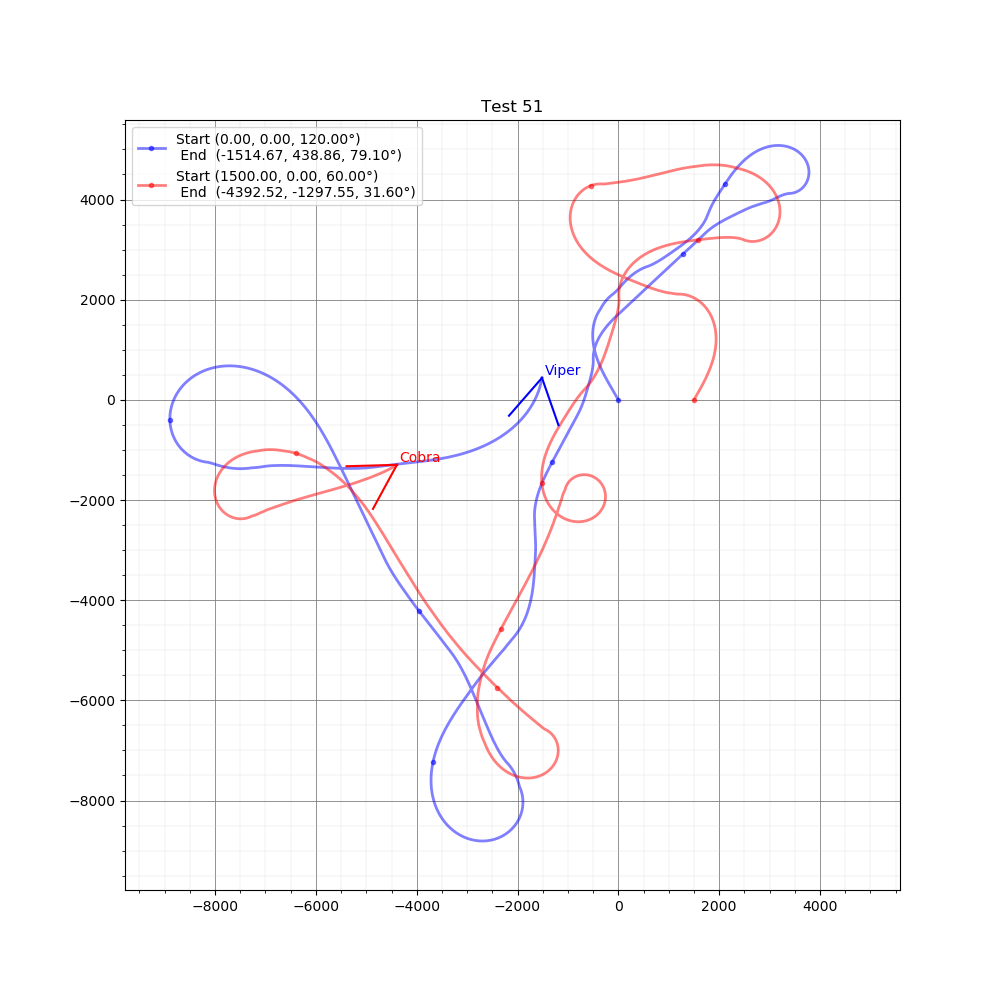 Test 51
Start (0.00, 0.00, 120.00°)
End (-1514.67, 438.86, 79.10°)
Start (1500.00, 0.00, 60.00°)
End (-4392.52, -1297.55, 31.60°)
4000
2000
0
−2000
−4000
−6000
−8000
Viper
Cobra
−8000 −6000 −4000 −2000 0 2000 4000